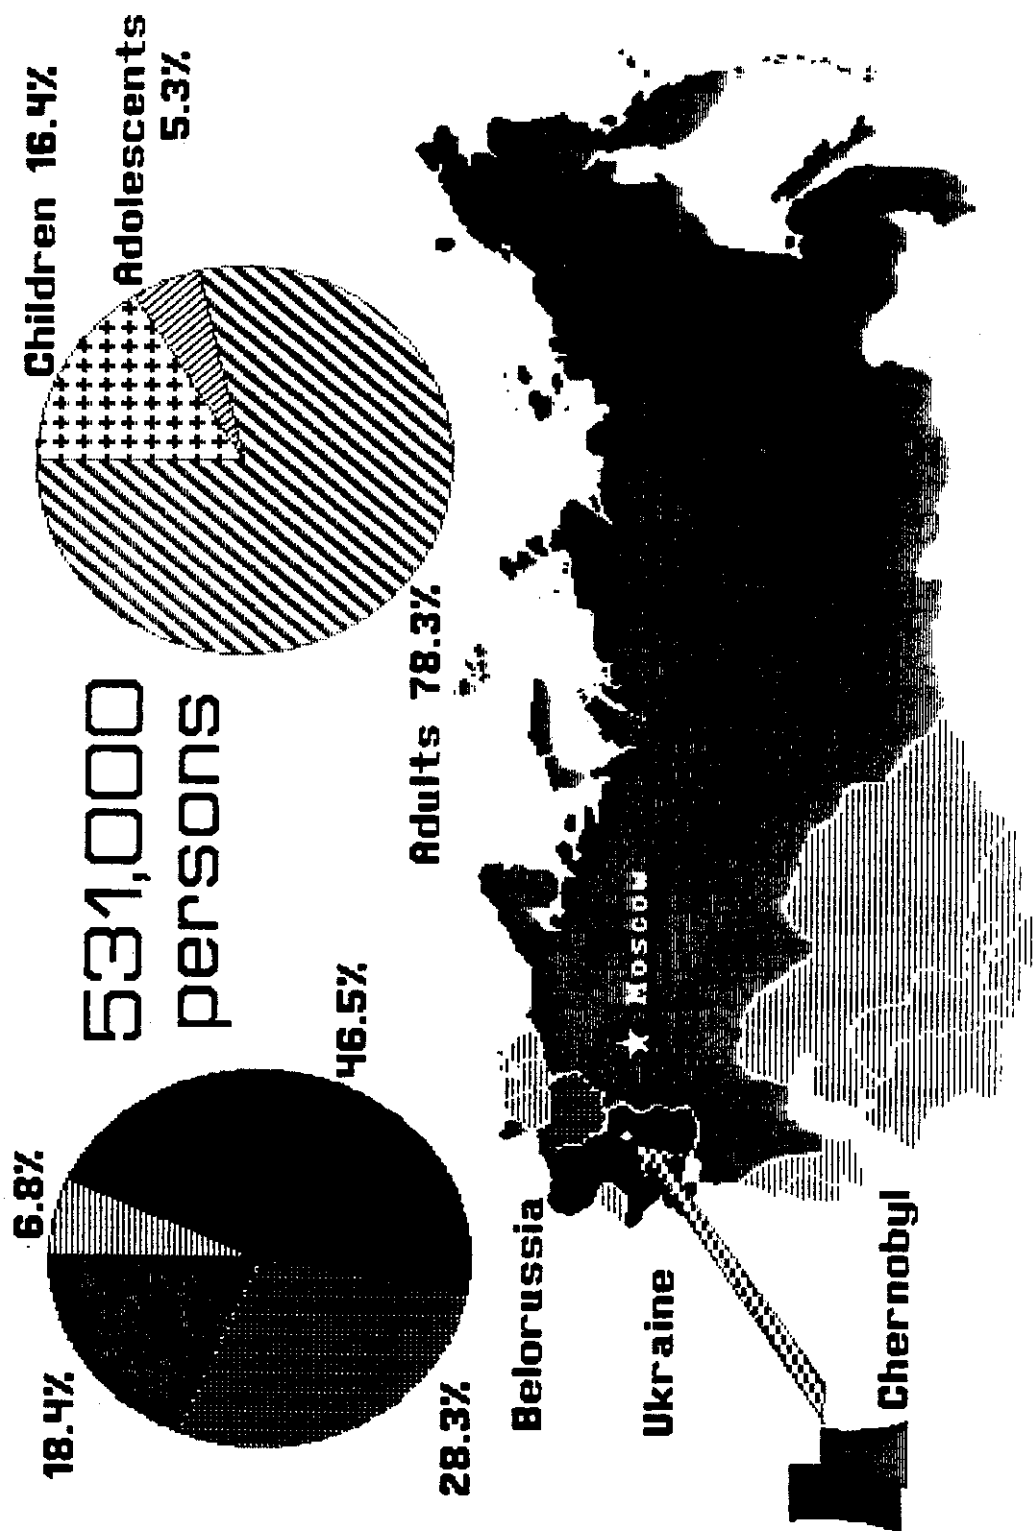 6.8%
18.4%
46.5%
28.3%
531,000
persons
Children 16.4%
Adolescents
5.3%
Adults 78.3%
Belorussia
Ukraine
Chernobyl
Moscow